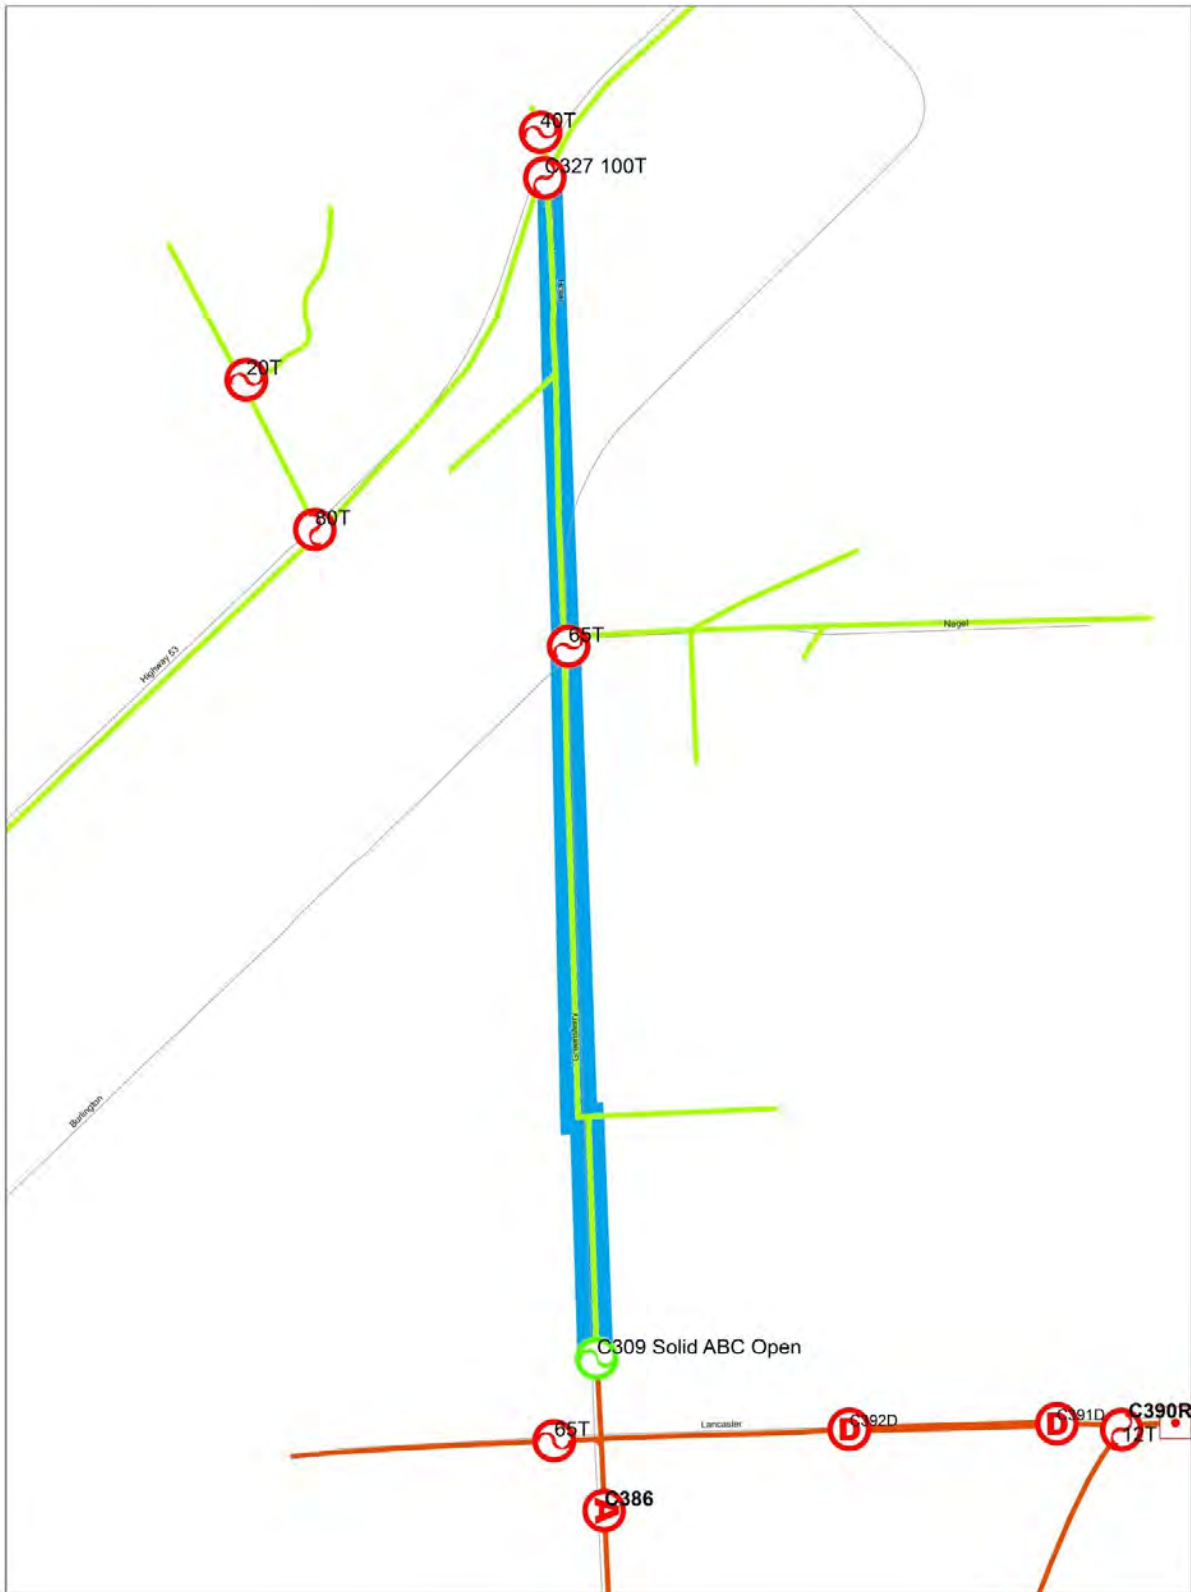 40T
C327 100T
20T
80T
65T
Nagel
Highway 53
Burlington
C309 Solid ABC Open
65T
Lancaster
D
C392D
D
C391D
C390R
12T
A
C386